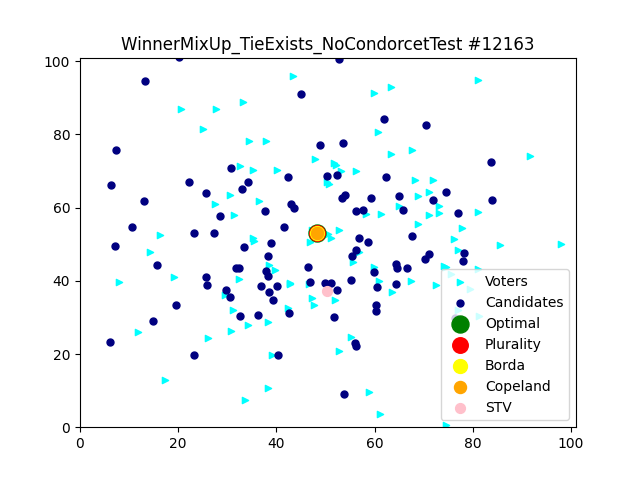 WinnerMixUp_TieExists_NoCondorcetTest #12163
100
80
60
40
20
0
0 20 40 60 80 100
Voters
Candidates
Optimal
Plurality
Borda
Copeland
STV